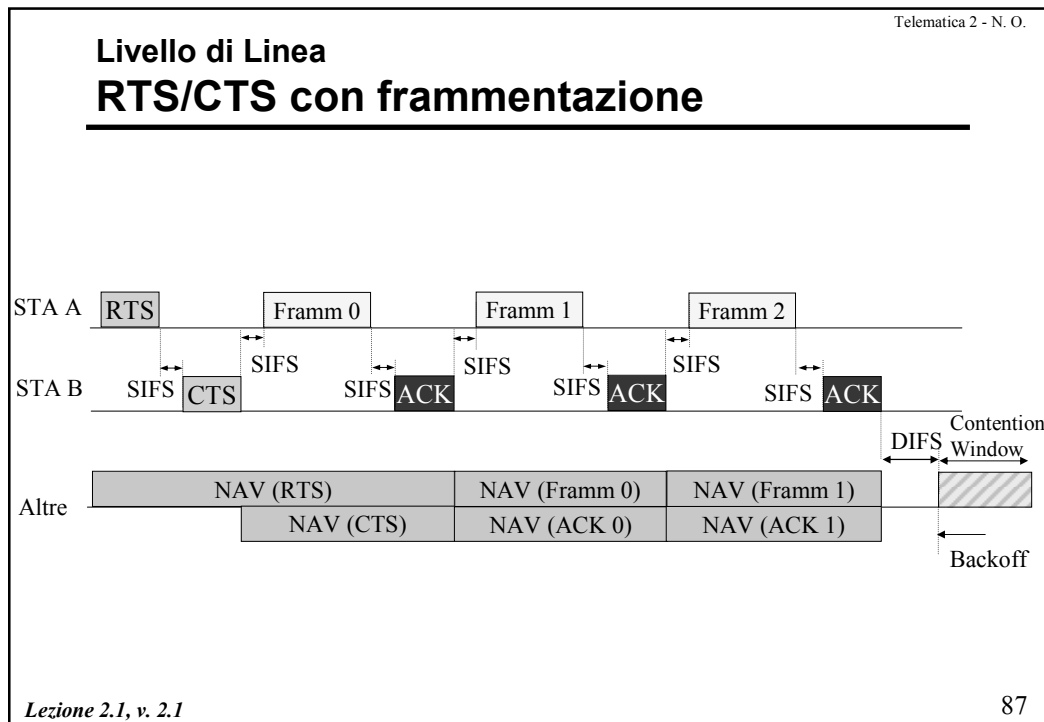 Telematica 2 - N. O.
Livello di Linea
RTS/CTS con frammentazione
STA A
RTS
Framm 0
Framm 1
Framm 2
SIFS
SIFS
SIFS
STA B
SIFS
CTS
SIFS
ACK
SIFS
ACK
SIFS
ACK
DIFS
Contention
Window
Altre
NAV (RTS)
NAV (Framm 0)
NAV (Framm 1)
NAV (CTS)
NAV (ACK 0)
NAV (ACK 1)
Backoff
Lezione 2.1, v. 2.1
87